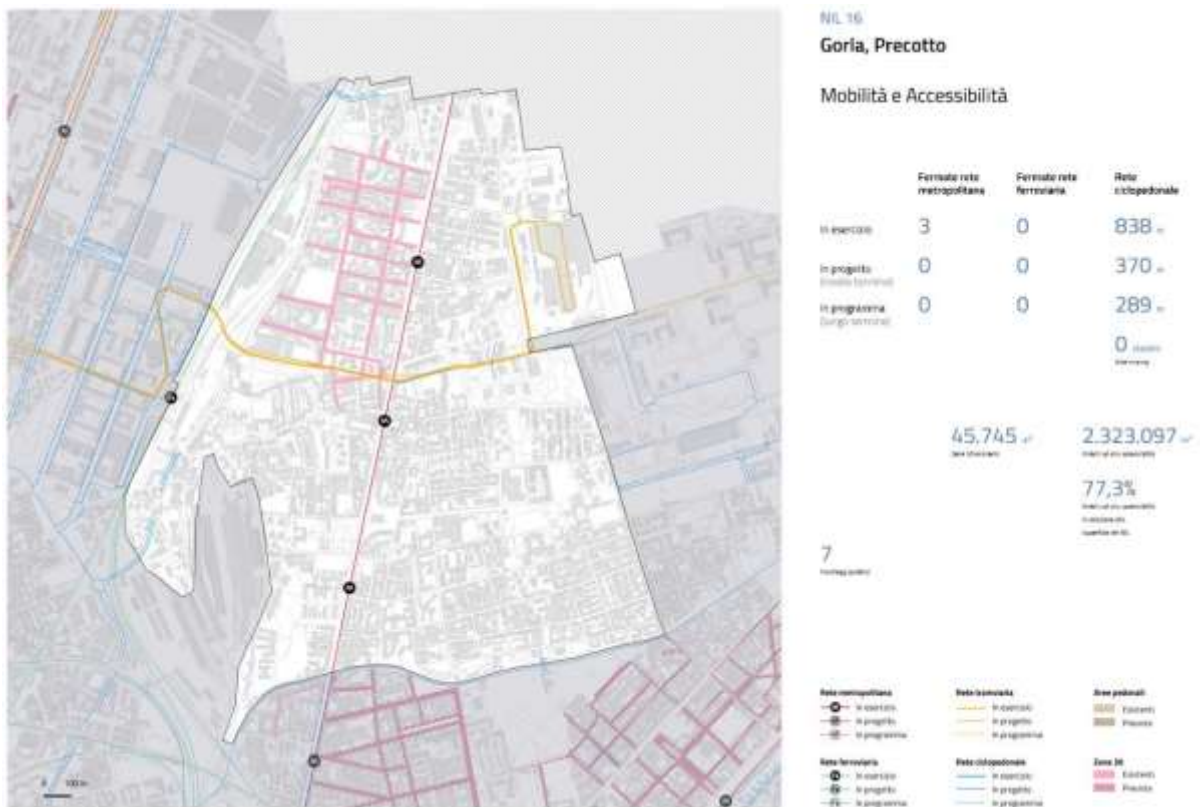 NIL 16
Gorla, Precotto
Mobilità e Accessibilità
Fermate rete metropolitana
Fermate rete ferroviaria
Rete ciclopedonale
In esercizio 3 0 838 m
In progetto 0 0 370 m
In programma 0 0 289 m
0
45.745 m²
2.323.097 m²
77,3%
7
Rete metropolitana
In esercizio
In progetto
In programma
Rete tranviaria
In esercizio
In progetto
In programma
Aree pedonali
Esistenti
Previste
Rete ferroviaria
In esercizio
In progetto
In programma
Rete ciclopedonale
In esercizio
In progetto
In programma
Zone 30
Esistenti
Previste
0 100 m